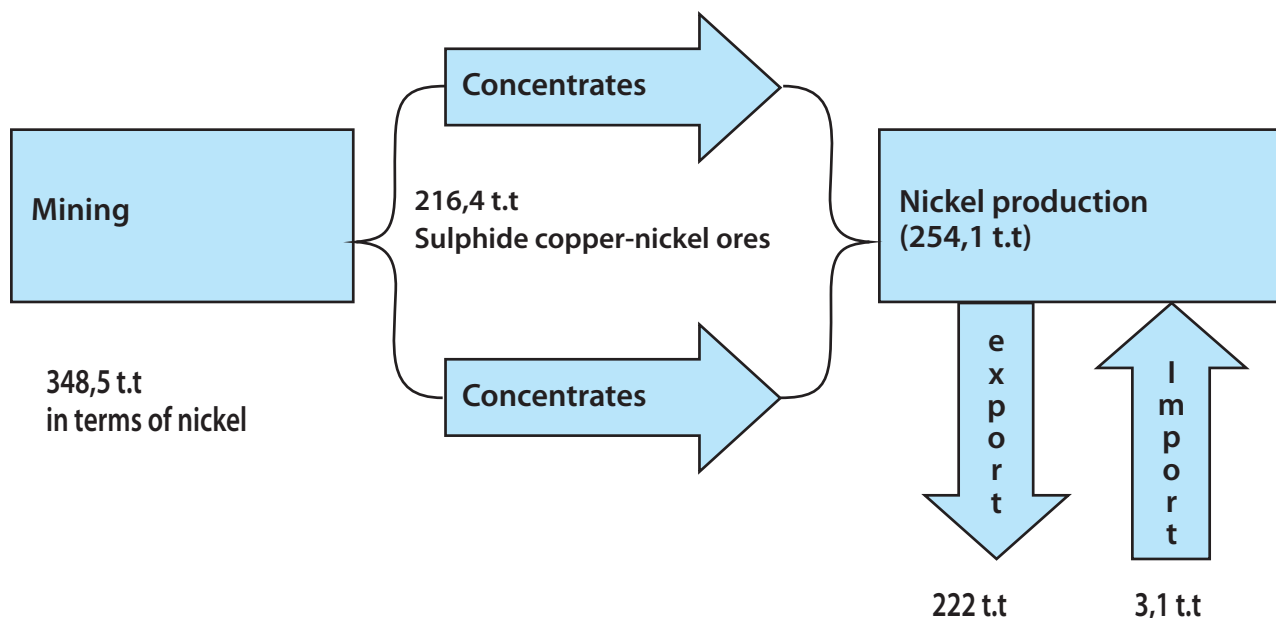 Concentrates
Mining
216,4 t.t
Sulphide copper-nickel ores
Nickel production
(254,1 t.t)
348,5 t.t
in terms of nickel
Concentrates
export
Import
222 t.t
3,1 t.t